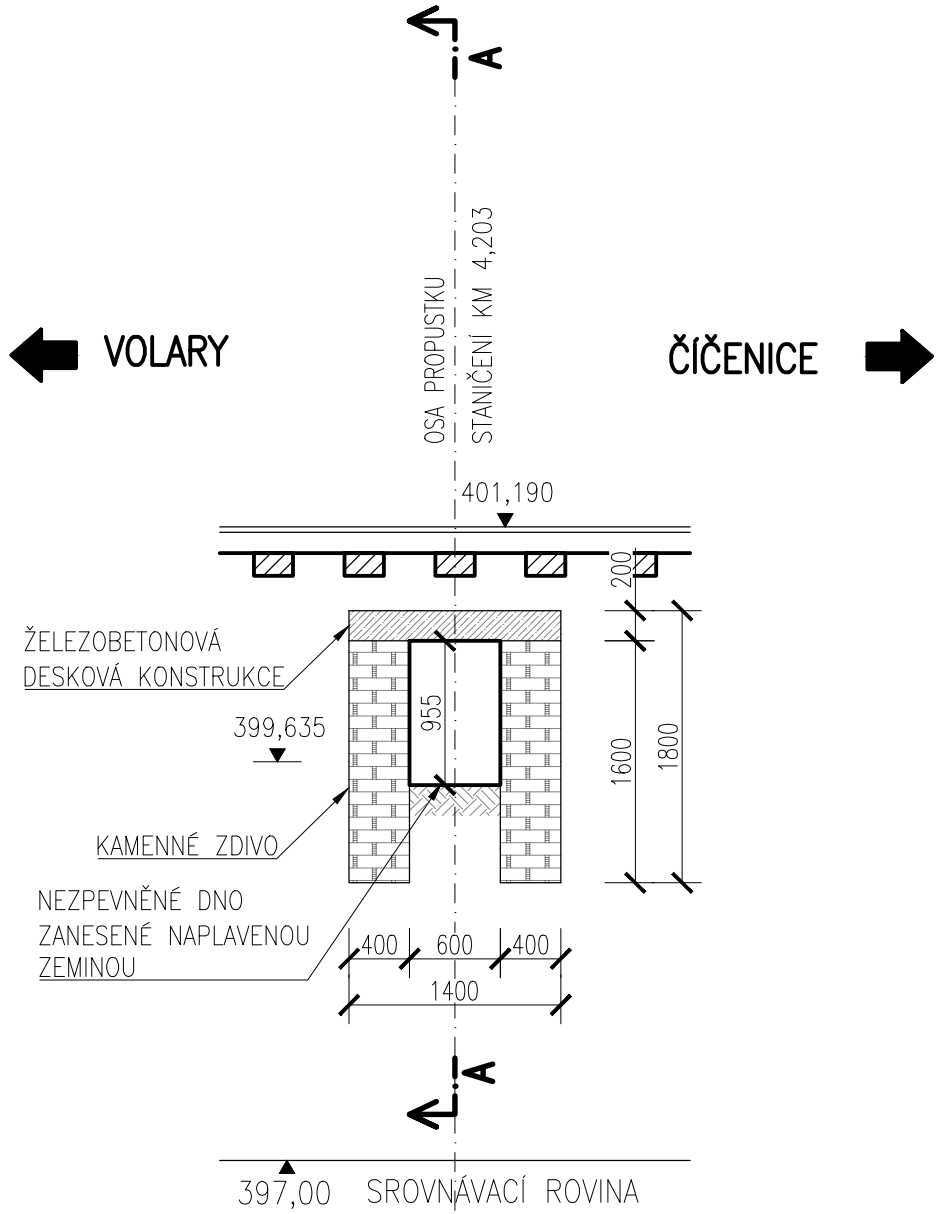 A
OSA PROPUSTKU
STANIČENÍ KM 4,203
VOLARY
ČÍČENICE
401,190
200
ŽELEZOBETONOVÁ
DESKOVÁ KONSTRUKCE
955
399,635
1600
1800
KAMENNÉ ZDIVO
NEZPEVNĚNÉ DNO
ZANESENÉ NAPLAVENOU
ZEMINOU
400 600 400
1400
A
397,00 SROVNÁVACÍ ROVINA